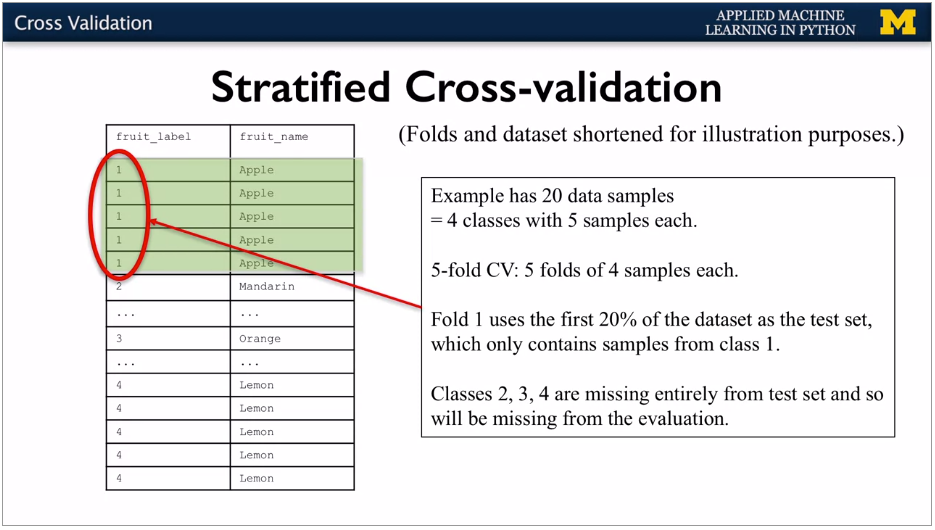 Cross Validation
APPLIED MACHINE
LEARNING IN PYTHON
M
Stratified Cross-validation
(Folds and dataset shortened for illustration purposes.)
fruit_label fruit_name
1 Apple
1 Apple
1 Apple
1 Apple
1 Apple
2 Mandarin
... ...
3 Orange
... ...
4 Lemon
4 Lemon
4 Lemon
4 Lemon
4 Lemon
Example has 20 data samples
= 4 classes with 5 samples each.
5-fold CV: 5 folds of 4 samples each.
Fold 1 uses the first 20% of the dataset as the test set,
which only contains samples from class 1.
Classes 2, 3, 4 are missing entirely from test set and so
will be missing from the evaluation.